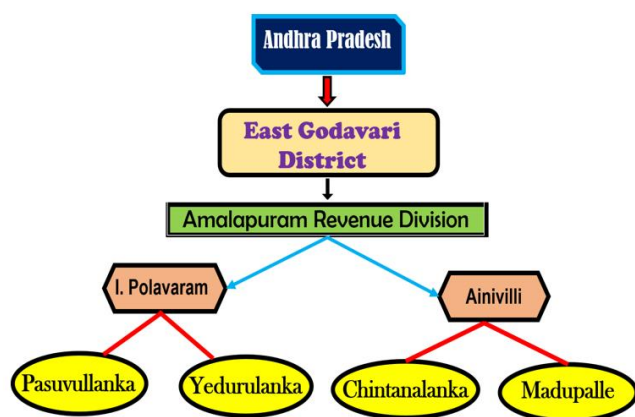 Andhra Pradesh
East Godavari
District
Amalapuram Revenue Division
I. Polavaram
Ainivilli
Pasuvullanka
Yedurulanka
Chintanalanka
Madupalle